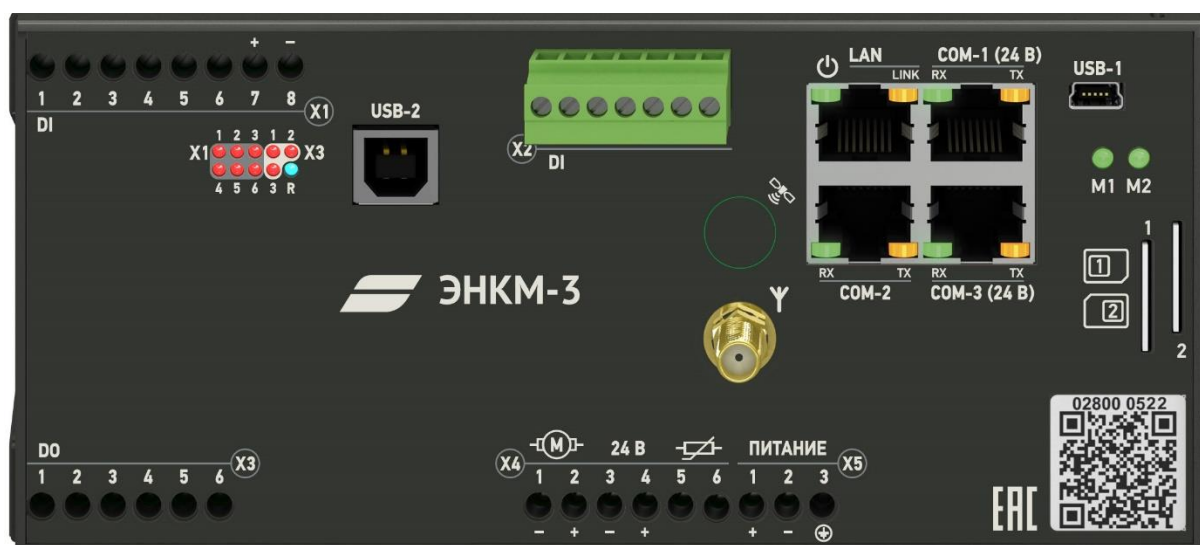 + −
1 2 3 4 5 6 7 8
DI X1
1 2 3 1 2
X1 X3
4 5 6 3 R
USB-2
X2
DI
LAN COM-1 (24 В)
LINK RX TX
USB-1
M1 M2
RX TX RX TX
COM-2 COM-3 (24 В)
1
1
2
2
ЭНКМ-3
02800 0522
DO
X3
1 2 3 4 5 6
M 24 В ПИТАНИЕ
X4 X5
1 2 3 4 5 6 1 2 3
− + − + + −
EAC